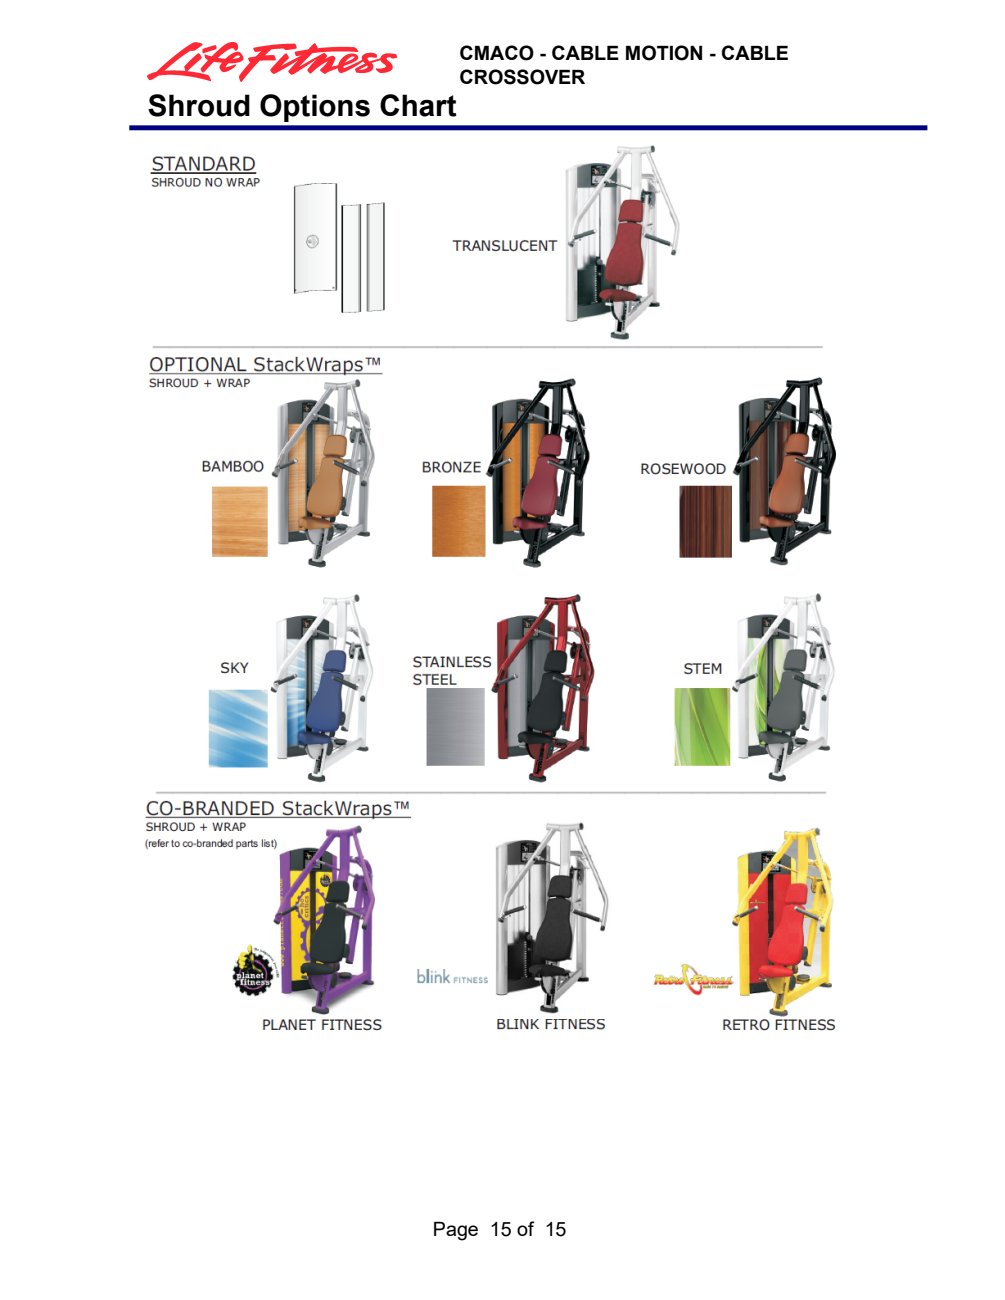 Life Fitness
CMACO - CABLE MOTION - CABLE
CROSSOVER
Shroud Options Chart
STANDARD
SHROUD NO WRAP
TRANSLUCENT
OPTIONAL StackWraps™
SHROUD + WRAP
BAMBOO
BRONZE
ROSEWOOD
SKY
STAINLESS
STEEL
STEM
CO-BRANDED StackWraps™
SHROUD + WRAP
(refer to co-branded parts list)
planet
fitness
blink FITNESS
Retro Fitness
PLANET FITNESS
BLINK FITNESS
RETRO FITNESS
Page 15 of 15